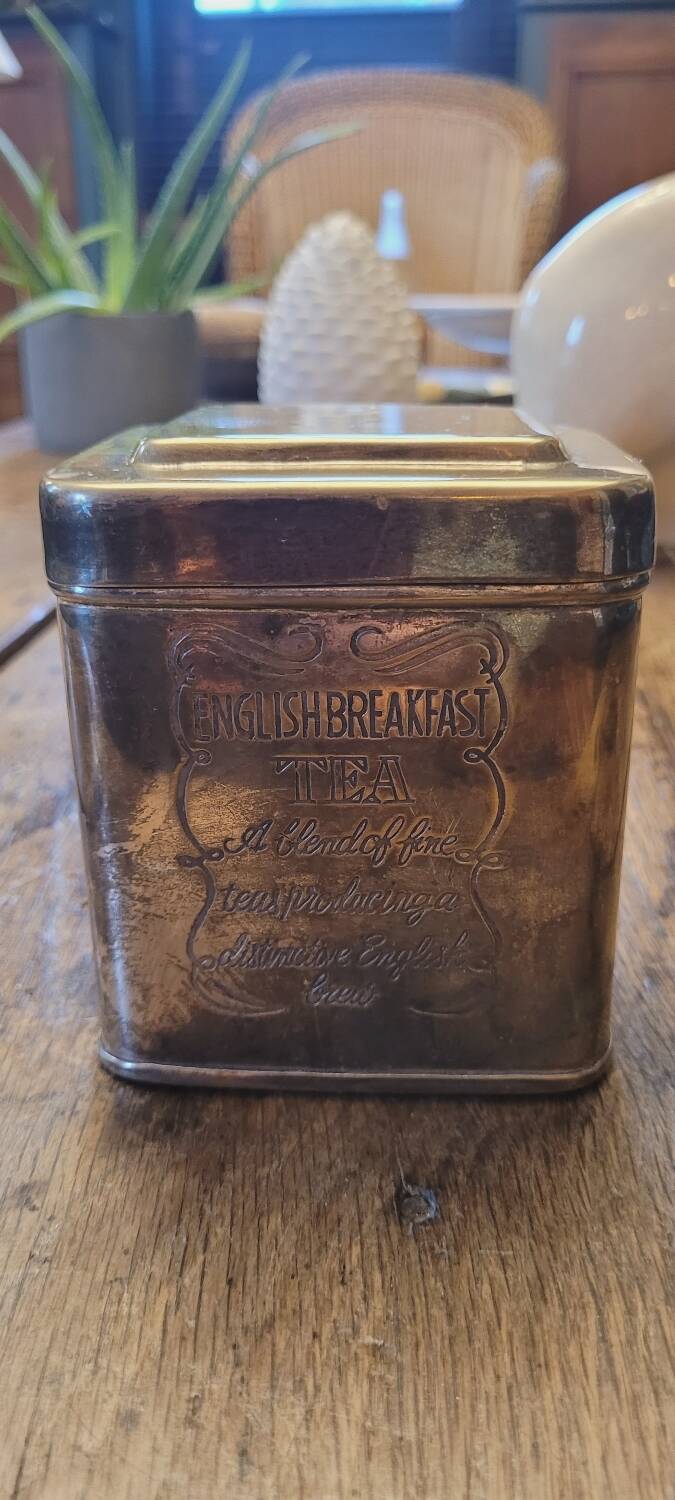 ENGLISH BREAKFAST
TEA
A blend of fine
teas producing a
distinctive English
brew